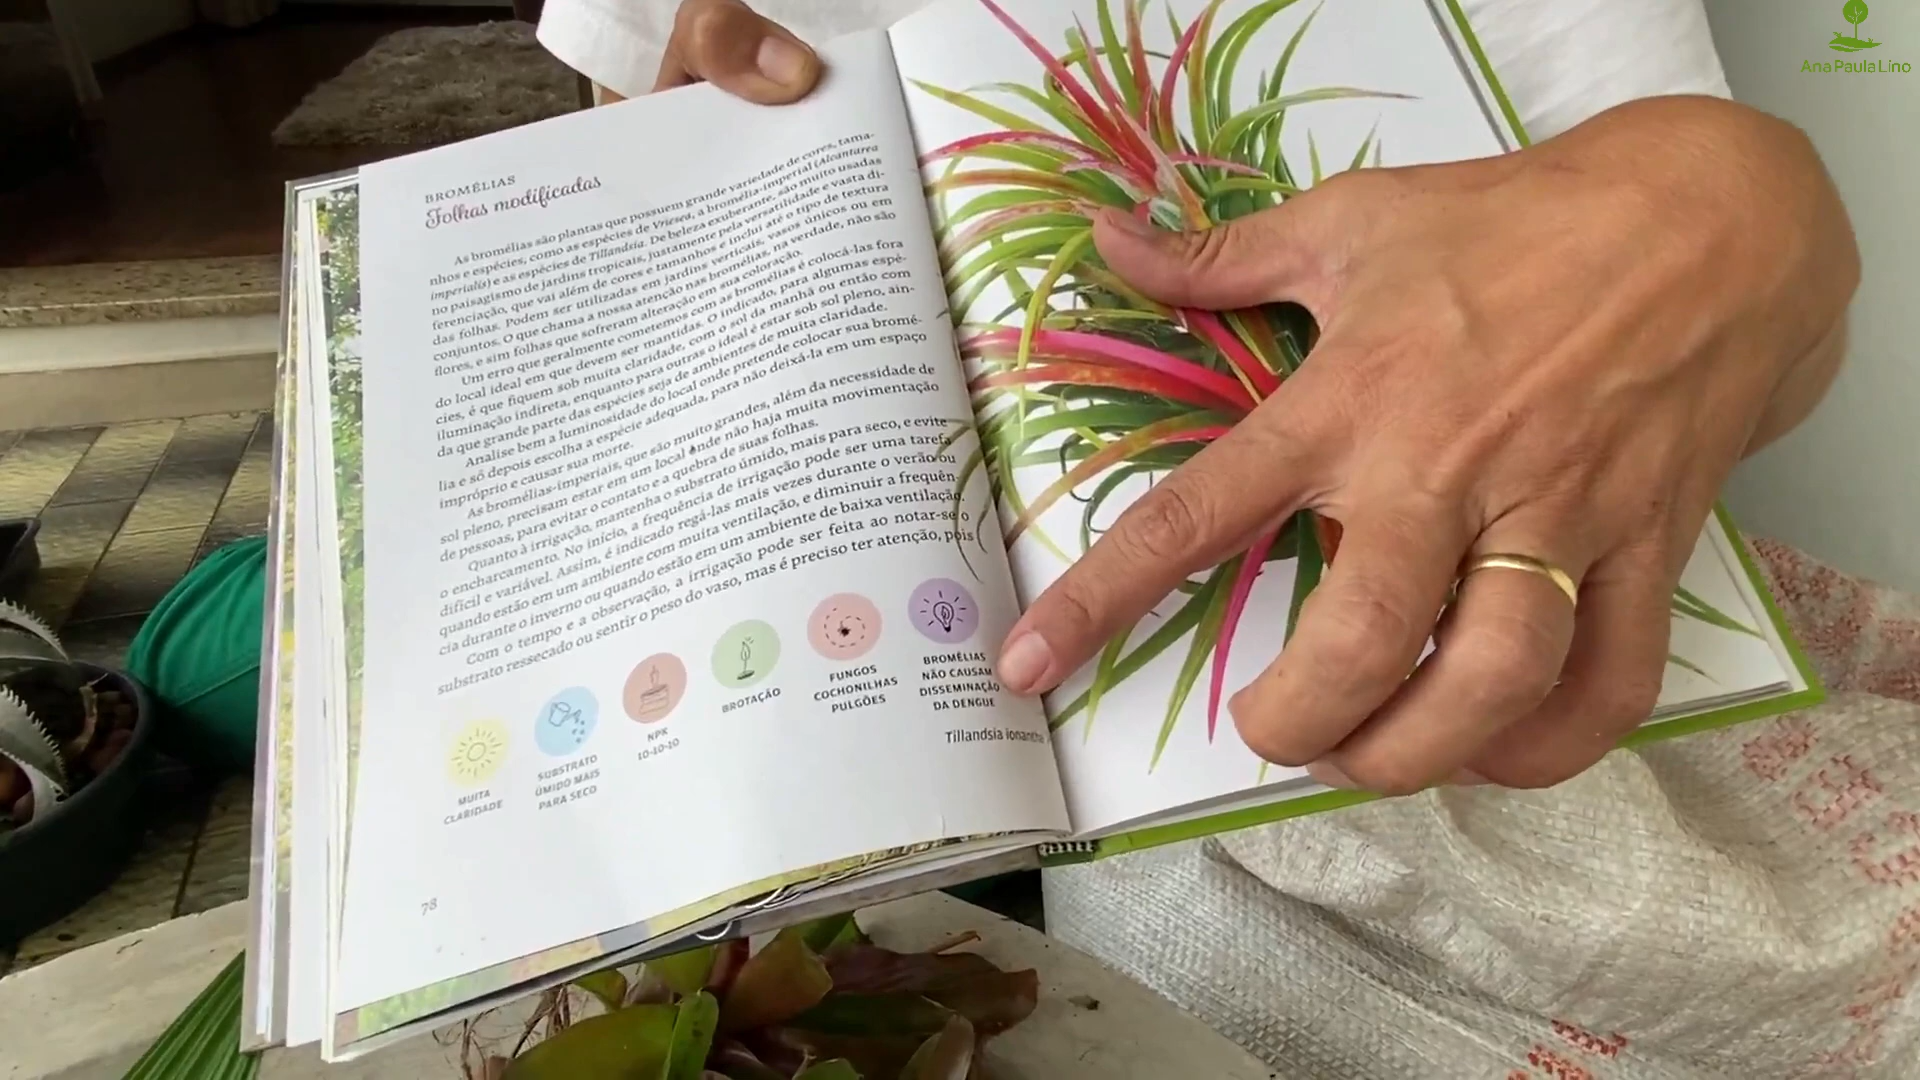 Ana Paula Lino
BROMÉLIAS
Folhas modificadas
As bromélias são plantas que possuem grande variedade de cores, tama-
nhos e espécies, como as espécies de Vriesea, a bromélia-imperial (Alcantarea
imperialis) e as espécies de Tillandsia. De beleza exuberante, são muito usadas
no paisagismo de jardins tropicais, justamente pela versatilidade e vasta di-
ferenciação, que vai além de cores e tamanhos e inclui até o tipo de textura
das folhas. Podem ser utilizadas em jardins verticais, vasos únicos ou em
conjuntos. O que chama a nossa atenção nas bromélias, na verdade, não são
flores, e sim folhas que sofreram alteração em sua coloração.
Um erro que geralmente cometemos com as bromélias é colocá-las fora
do local ideal em que devem ser mantidas. O indicado, para algumas espé-
cies, é que fiquem sob muita claridade, com o sol da manhã ou então com
iluminação indireta, enquanto para outras o ideal é estar sob sol pleno, ain-
da que grande parte das espécies seja de ambientes de muita claridade.
Analise bem a luminosidade do local onde pretende colocar sua bromé-
lia e só depois escolha a espécie adequada, para não deixá-la em um espaço
impróprio e causar sua morte.
As bromélias-imperiais, que são muito grandes, além da necessidade de
sol pleno, precisam estar em um local onde não haja muita movimentação
de pessoas, para evitar o contato e a quebra de suas folhas.
Quanto à irrigação, mantenha o substrato úmido, mais para seco, e evite
o encharcamento. No início, a frequência de irrigação pode ser uma tarefa
difícil e variável. Assim, é indicado regá-las mais vezes durante o verão ou
quando estão em um ambiente com muita ventilação, e diminuir a frequên-
cia durante o inverno ou quando estão em um ambiente de baixa ventilação.
Com o tempo e a observação, a irrigação pode ser feita ao notar-se o
substrato ressecado ou sentir o peso do vaso, mas é preciso ter atenção, pois
MUITA
CLARIDADE
SUBSTRATO
ÚMIDO MAIS
PARA SECO
NPK
10-10-10
BROTAÇÃO
FUNGOS
COCHONILHAS
PULGÕES
BROMÉLIAS
NÃO CAUSAM
DISSEMINAÇÃO
DA DENGUE
Tillandsia ionantha
78